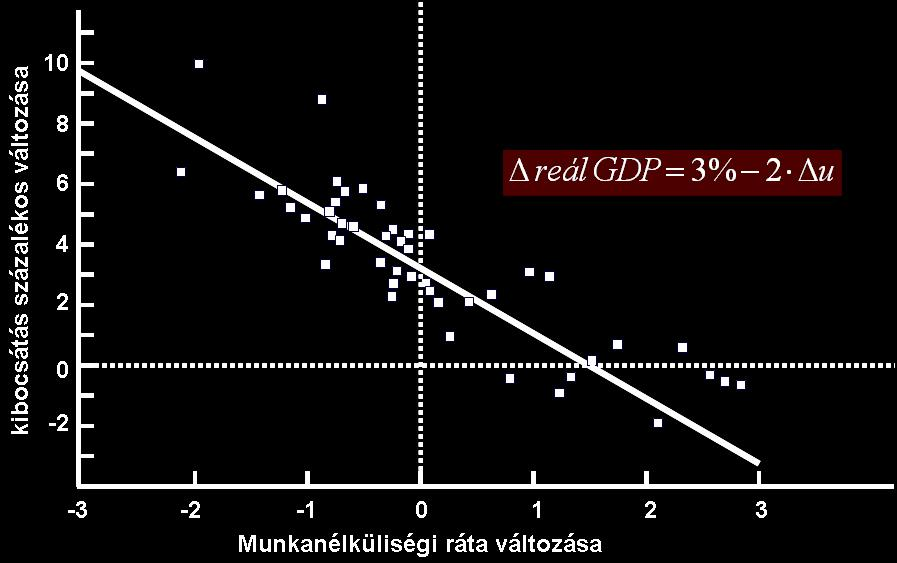 kibocsátás százalékos változása
10
8
6
4
2
0
-2
Δ reál GDP = 3% − 2 · Δu
-3 -2 -1 0 1 2 3
Munkanélküliségi ráta változása